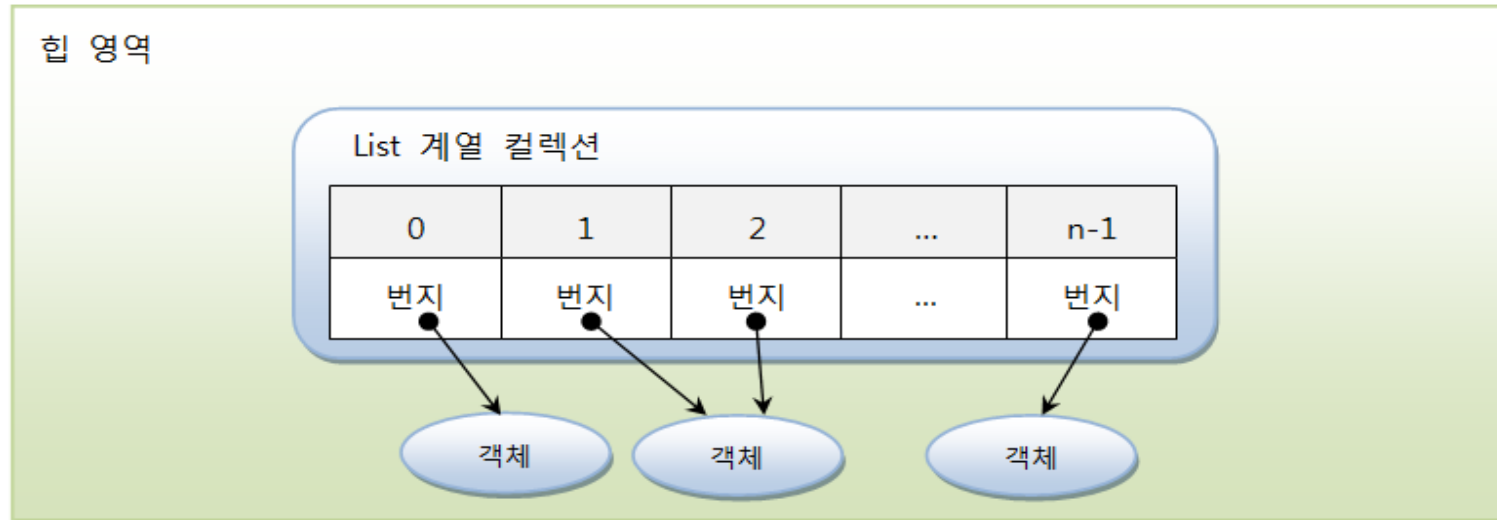 힙 영역
List 계열 컬렉션
0 1 2 ... n-1
번지 번지 번지 ... 번지
객체 객체 객체